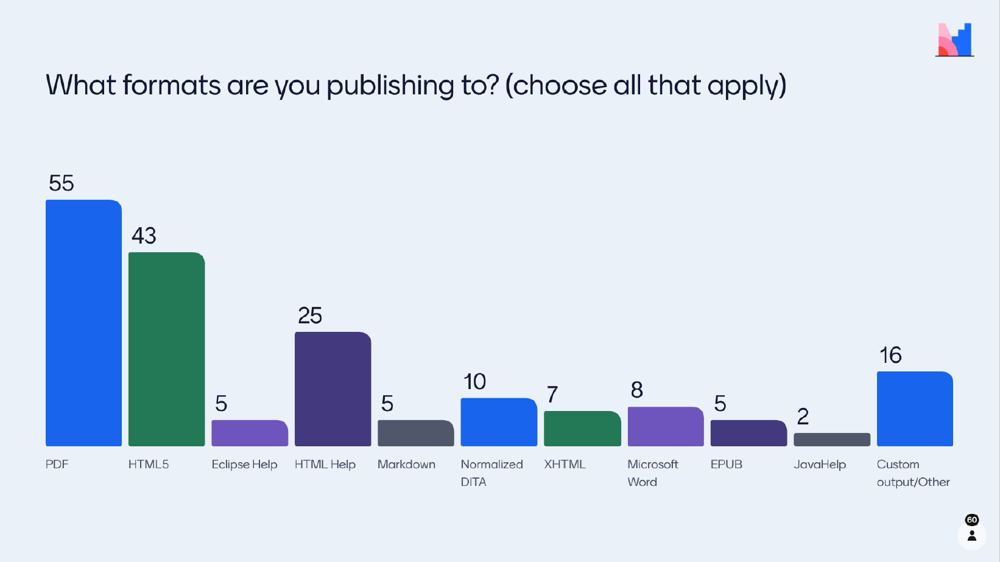 What formats are you publishing to? (choose all that apply)
55
43
5
25
5
10
7
8
5
2
16
PDF
HTML5
Eclipse Help
HTML Help
Markdown
Normalized
DITA
XHTML
Microsoft
Word
EPUB
JavaHelp
Custom
output/Other
60